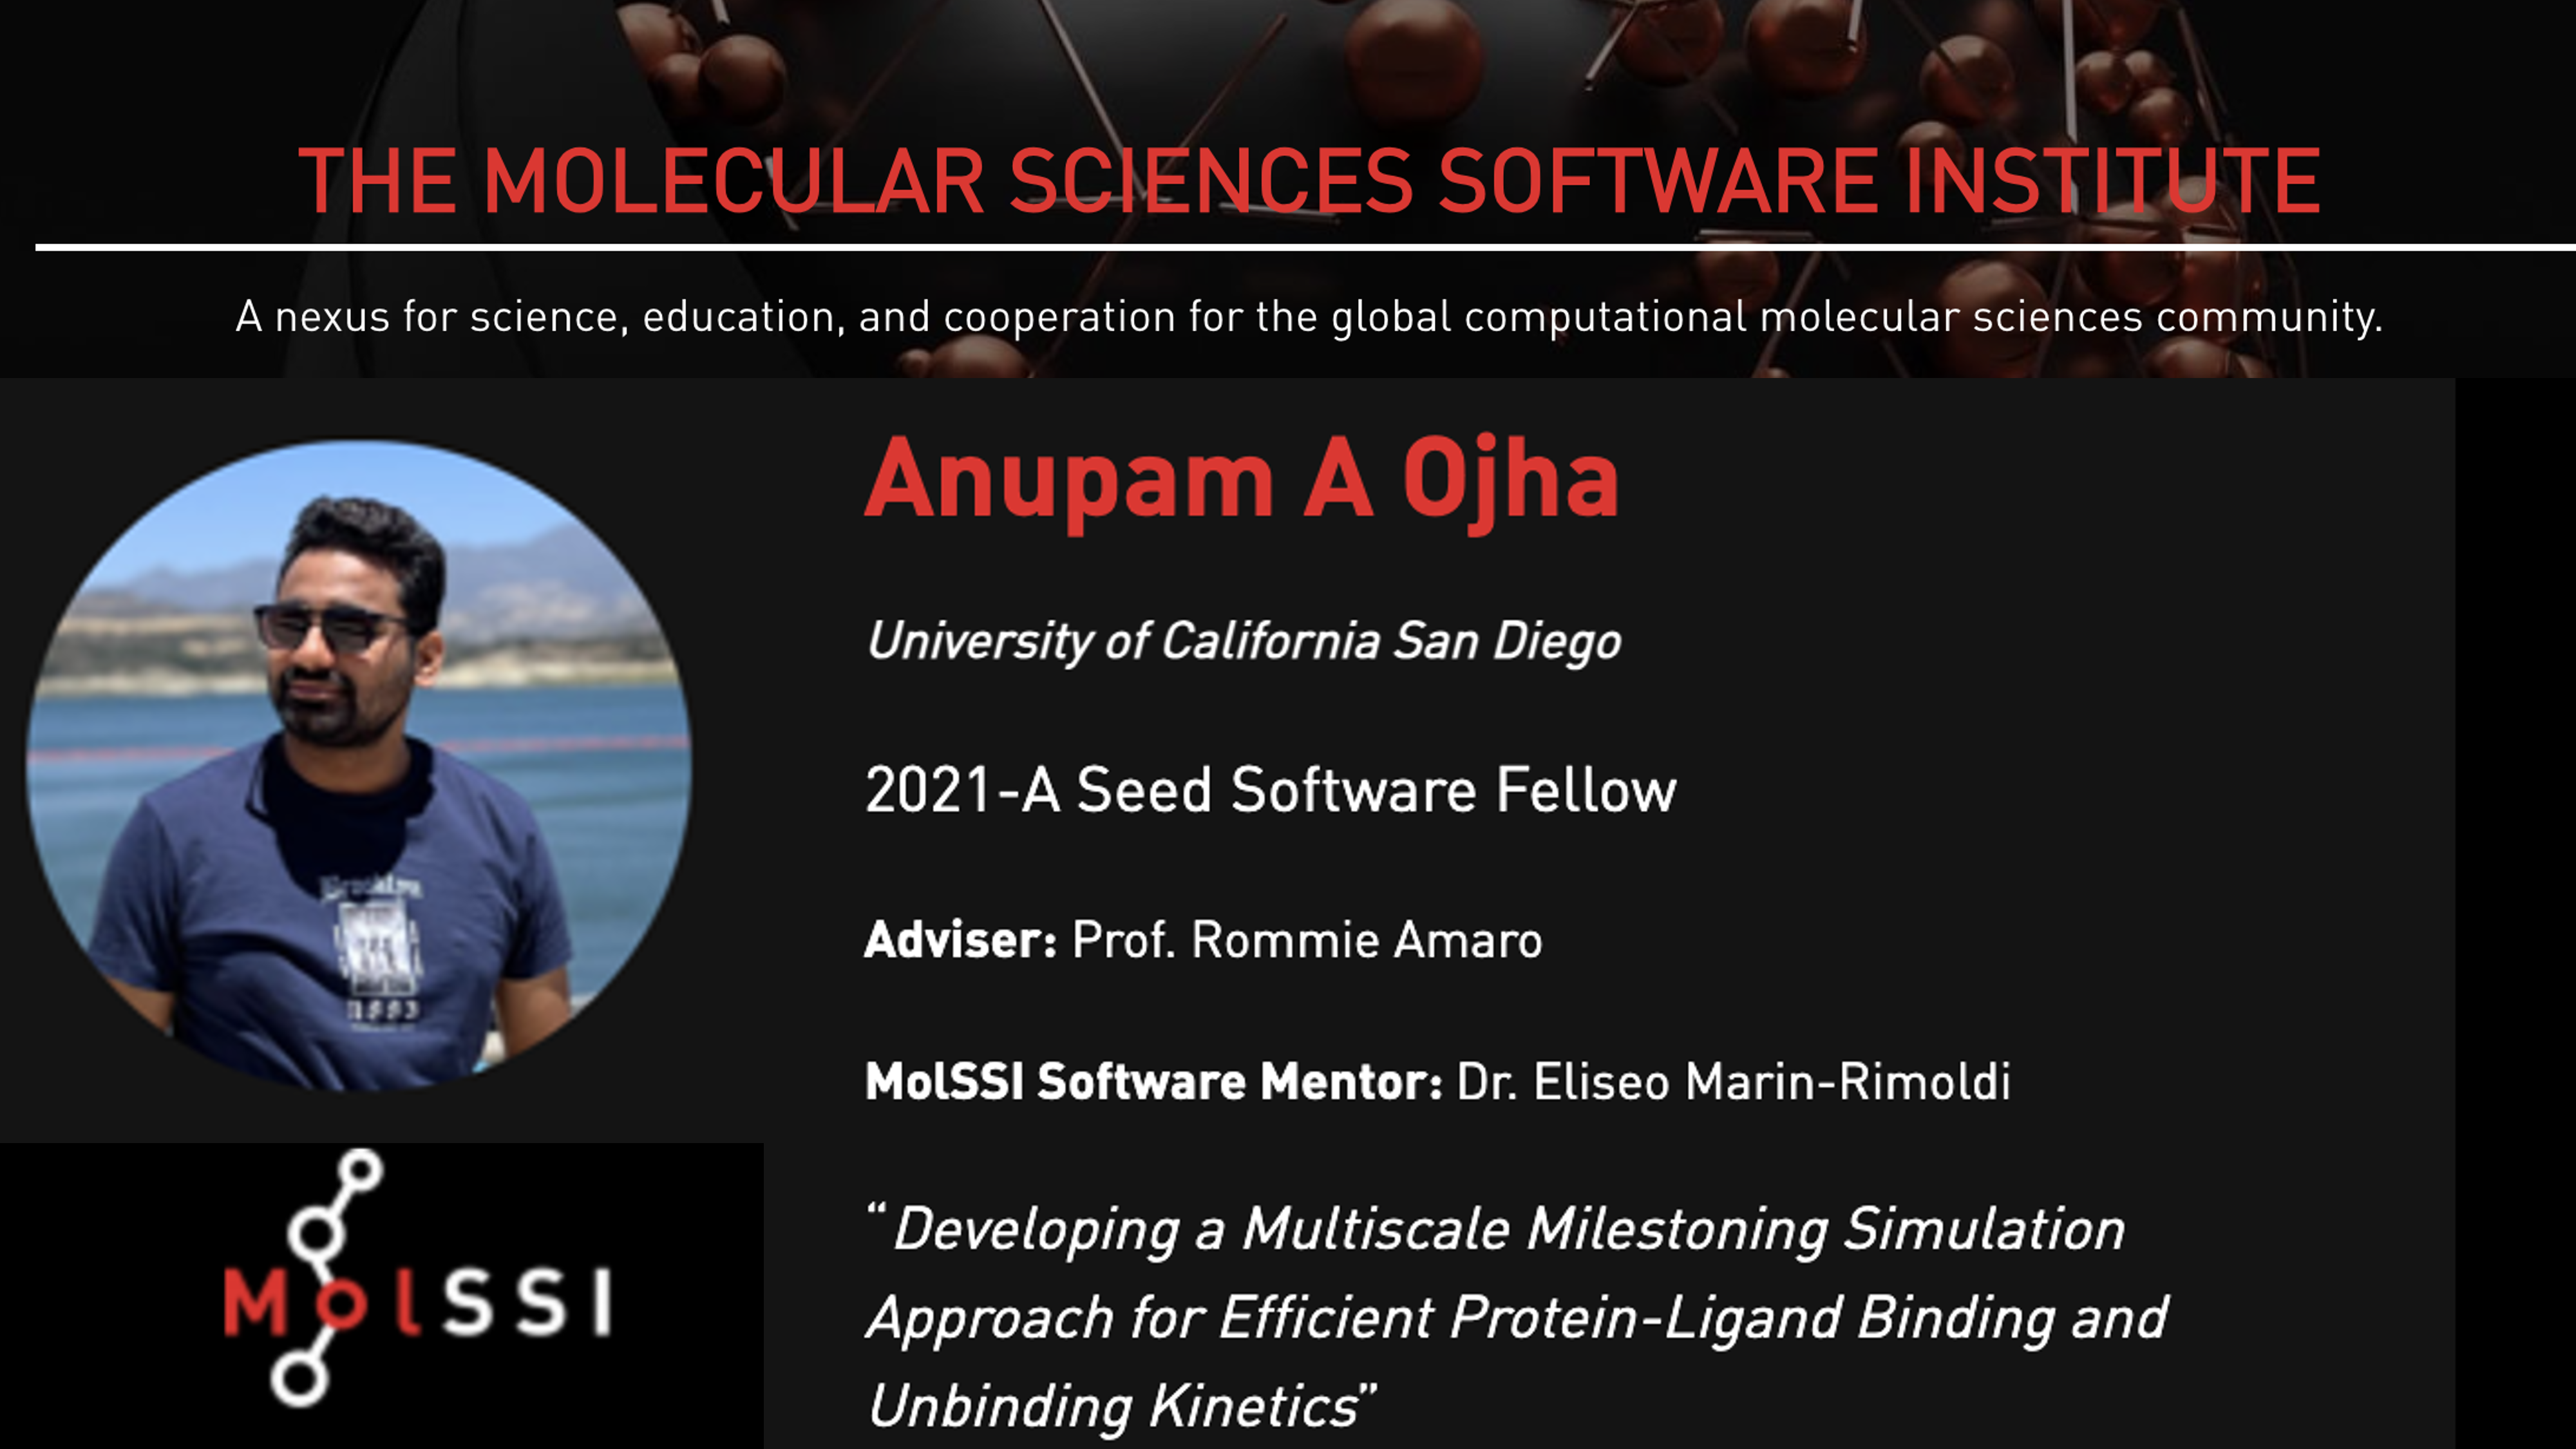 THE MOLECULAR SCIENCES SOFTWARE INSTITUTE
A nexus for science, education, and cooperation for the global computational molecular sciences community.
Anupam A Ojha
University of California San Diego
2021-A Seed Software Fellow
Adviser: Prof. Rommie Amaro
MolSSI Software Mentor: Dr. Eliseo Marin-Rimoldi
“Developing a Multiscale Milestoning Simulation
Approach for Efficient Protein-Ligand Binding and
Unbinding Kinetics”
Brooklyn
MolSSI